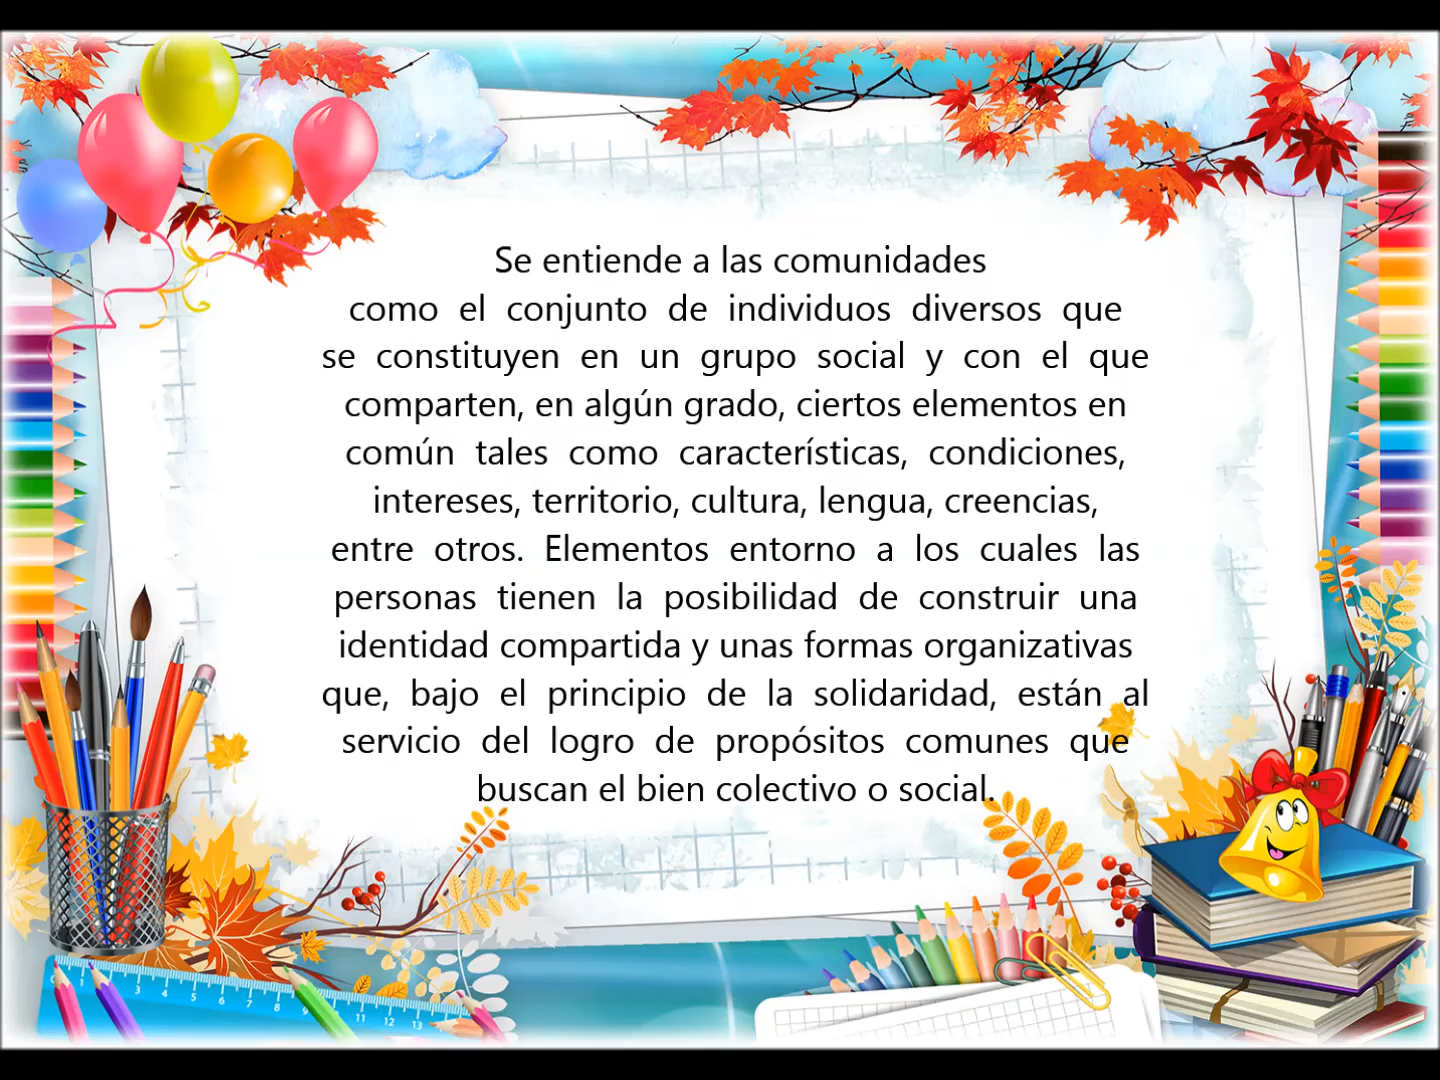 Se entiende a las comunidades
como el conjunto de individuos diversos que
se constituyen en un grupo social y con el que
comparten, en algún grado, ciertos elementos en
común tales como características, condiciones,
intereses, territorio, cultura, lengua, creencias,
entre otros. Elementos entorno a los cuales las
personas tienen la posibilidad de construir una
identidad compartida y unas formas organizativas
que, bajo el principio de la solidaridad, están al
servicio del logro de propósitos comunes que
buscan el bien colectivo o social.